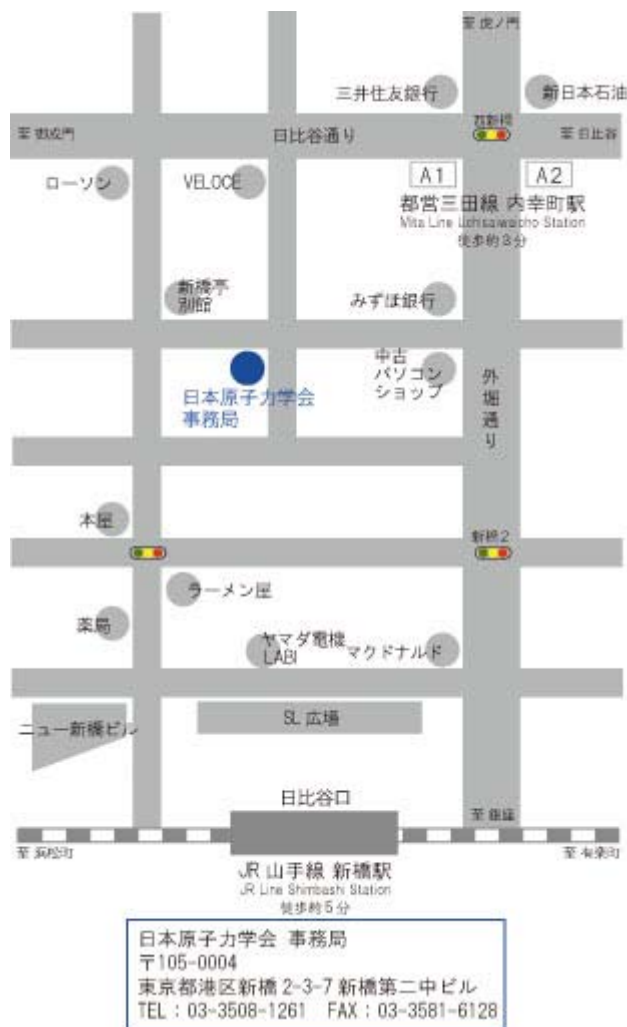 至 虎ノ門
三井住友銀行
新日本石油
西新橋
至 御成門
日比谷通り
至 日比谷
ローソン
VELOCE
A1
A2
都営三田線 内幸町駅
Mita Line Uchisaiwaicho Station
徒歩約3分
新橋亭
別館
みずほ銀行
中古
パソコン
ショップ
外堀通り
日本原子力学会
事務局
本屋
新橋2
ラーメン屋
薬局
ヤマダ電機
LABI
マクドナルド
ニュー新橋ビル
SL 広場
日比谷口
至 銀座
至 浜松町
至 有楽町
JR 山手線 新橋駅
JR Line Shimbashi Station
徒歩約5分
日本原子力学会 事務局
〒105-0004
東京都港区新橋 2-3-7 新橋第二中ビル
TEL : 03-3508-1261 FAX : 03-3581-6128